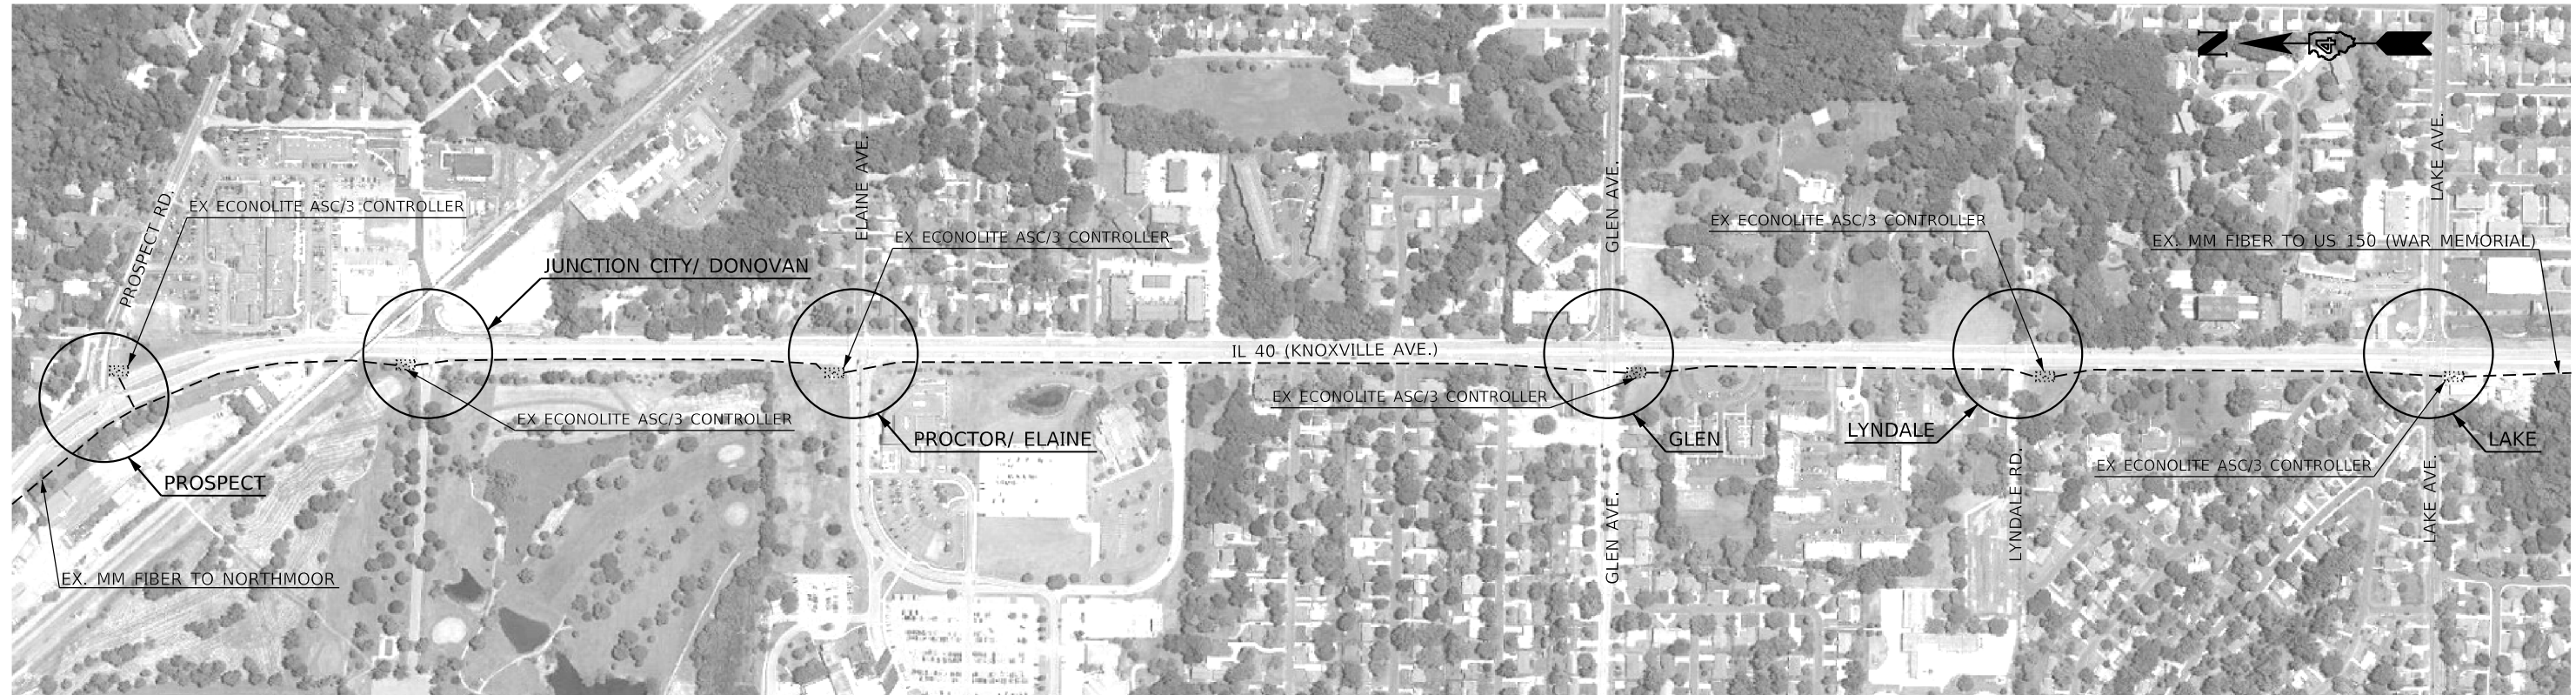 N
4
PROSPECT RD.
EX ECONOLITE ASC/3 CONTROLLER
JUNCTION CITY/ DONOVAN
ELAINE AVE.
EX ECONOLITE ASC/3 CONTROLLER
GLEN AVE.
EX ECONOLITE ASC/3 CONTROLLER
LAKE AVE.
EX. MM FIBER TO US 150 (WAR MEMORIAL)
IL 40 (KNOXVILLE AVE.)
EX ECONOLITE ASC/3 CONTROLLER
EX ECONOLITE ASC/3 CONTROLLER
PROCTOR/ ELAINE
GLEN
LYNDALE
LAKE
EX ECONOLITE ASC/3 CONTROLLER
PROSPECT
EX. MM FIBER TO NORTHMOOR
GLEN AVE.
LYNDALE RD.
LAKE AVE.